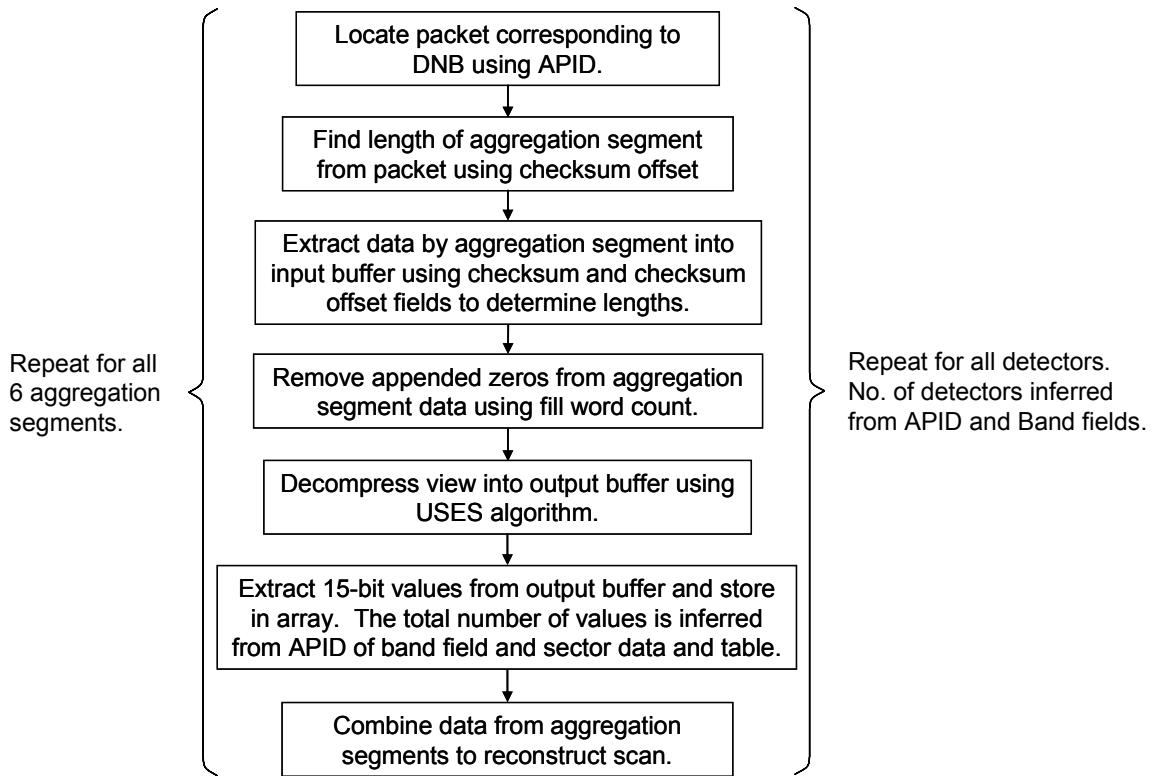 Locate packet corresponding to
DNB using APID.
Find length of aggregation segment
from packet using checksum offset
Extract data by aggregation segment into
input buffer using checksum and checksum
offset fields to determine lengths.
Repeat for all
6 aggregation
segments.
Repeat for all detectors.
No. of detectors inferred
from APID and Band fields.
Remove appended zeros from aggregation
segment data using fill word count.
Decompress view into output buffer using
USES algorithm.
Extract 15-bit values from output buffer and store
in array.  The total number of values is inferred
from APID of band field and sector data and table.
Combine data from aggregation
segments to reconstruct scan.